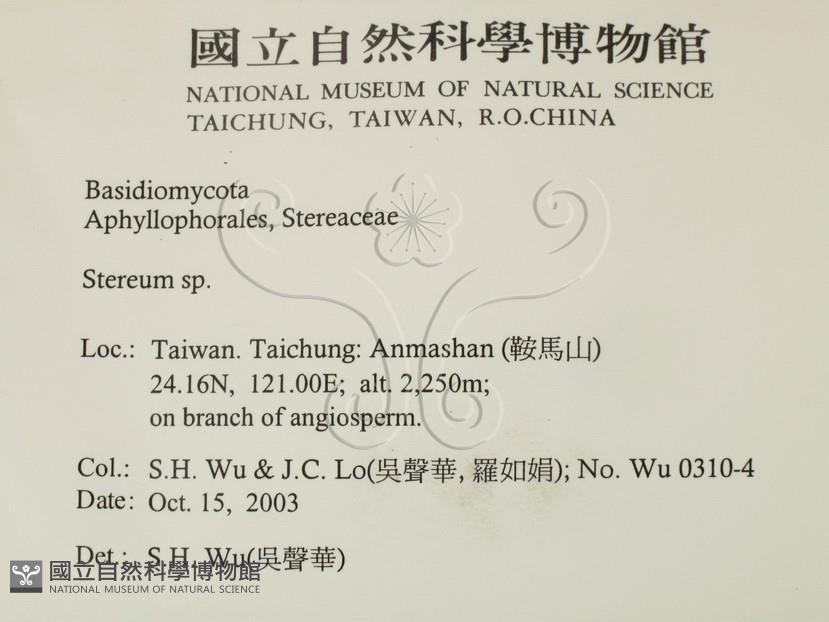 國立自然科學博物館
NATIONAL MUSEUM OF NATURAL SCIENCE
TAICHUNG, TAIWAN, R.O.CHINA
Basidiomycota
Aphyllophorales, Stereaceae
Stereum sp.
Loc.: Taiwan. Taichung: Anmashan (鞍馬山)
24.16N, 121.00E; alt. 2,250m;
on branch of angiosperm.
Col.: S.H. Wu & J.C. Lo(吳聲華, 羅如娟); No. Wu 0310-4
Date: Oct. 15, 2003
Det.: S.H. Wu(吳聲華)
國立自然科學博物館
NATIONAL MUSEUM OF NATURAL SCIENCE